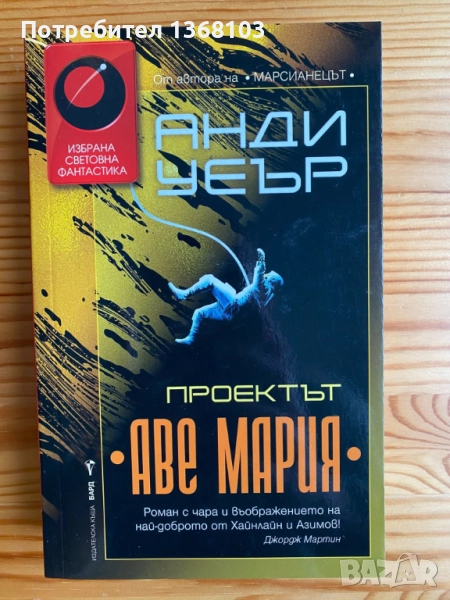 Потребител 1368103
От автора на • МАРСИАНЕЦЪТ •
ИЗБРАНА
СВЕТОВНА
ФАНТАСТИКА
АНДИ
УЕЪР
ПРОЕКТЪТ
• АВЕ МАРИЯ •
Роман с чара и въображението на
най-доброто от Хайнлайн и Азимов!
Джордж Мартин
ИЗДАТЕЛСКА КЪЩА БАРД
BAZAR